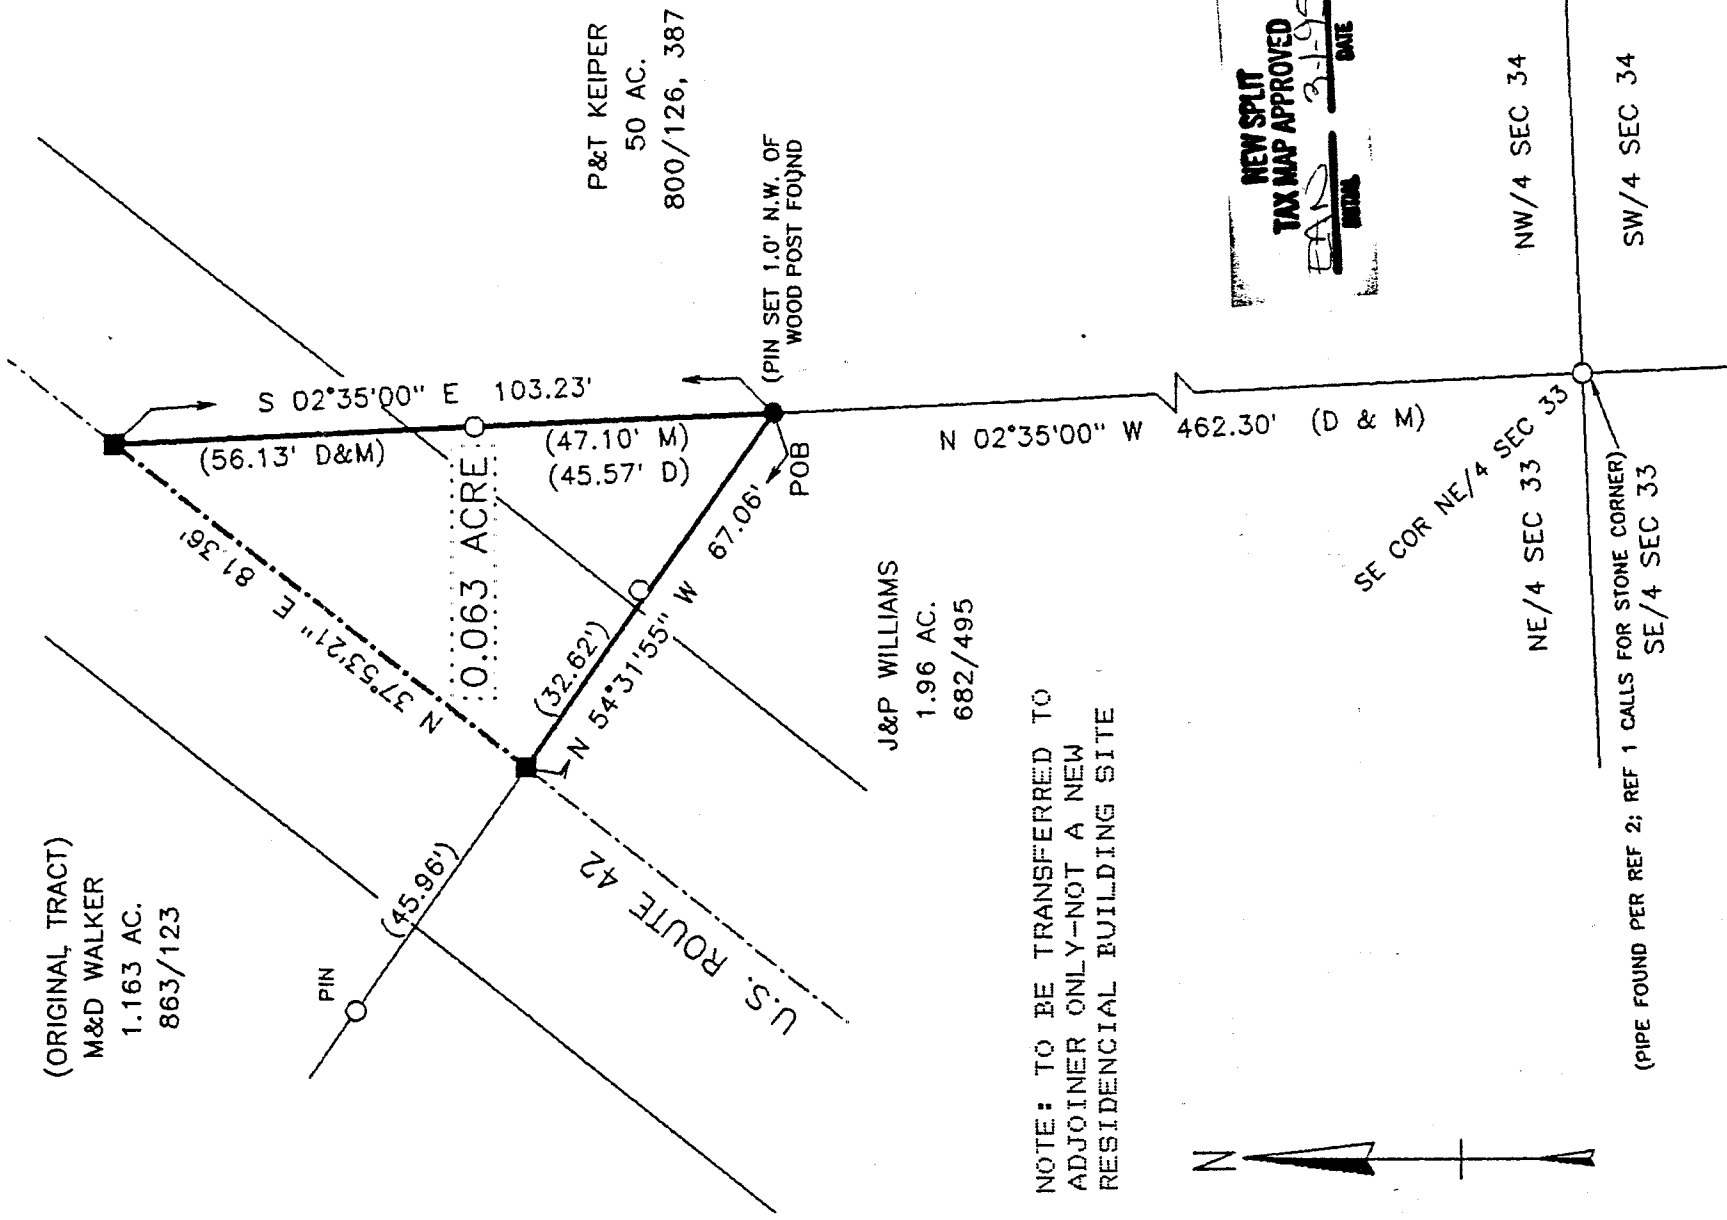 (ORIGINAL TRACT)
M&D WALKER
1.163 AC.
863/123
PIN
(45.96')
U.S. ROUTE 42
N 37°53'21" E 81.36'
S 02°35'00" E 103.23'
(56.13' D&M)
0.063 ACRE
(47.10' M)
(45.57' D)
(32.62')
N 54°31'55" W 67.06'
POB
P&T KEIPER
50 AC.
800/126, 387
(PIN SET 1.0' N.W. OF
WOOD POST FOUND
J&P WILLIAMS
1.96 AC.
682/495
N 02°35'00" W 462.30' (D & M)
NEW SPLIT
TAX MAP APPROVED
INITIAL
DATE
NOTE: TO BE TRANSFERRED TO
ADJOINER ONLY-NOT A NEW
RESIDENCIAL BUILDING SITE
SE COR NE/4 SEC 33
NE/4 SEC 33
NW/4 SEC 34
SW/4 SEC 34
(PIPE FOUND PER REF 2; REF 1 CALLS FOR STONE CORNER)
SE/4 SEC 33
N